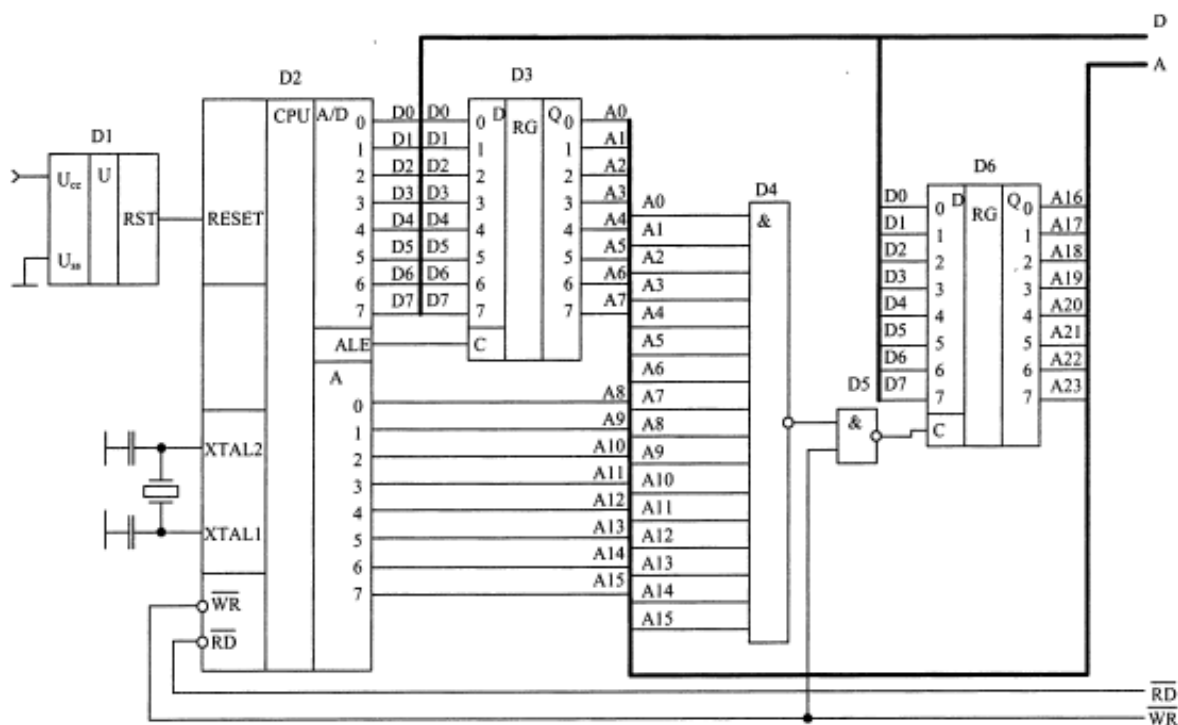 D
A
D1
U_cc U
RST
U_ss
D2
CPU A/D
0
1
2
3
4
5
6
7
RESET
ALE
A
0
1
2
3
4
5
6
7
XTAL2
XTAL1
W̅R̅
R̅D̅
D0 D0
D1 D1
D2 D2
D3 D3
D4 D4
D5 D5
D6 D6
D7 D7
D3
D RG Q
0 0
1 1
2 2
3 3
4 4
5 5
6 6
7 7
C
A0
A1
A2
A3
A4
A5
A6
A7
A8
A9
A10
A11
A12
A13
A14
A15
D4
&
A0
A1
A2
A3
A4
A5
A6
A7
A8
A9
A10
A11
A12
A13
A14
A15
D5
&
D6
D0
D1
D2
D3
D4
D5
D6
D7
D RG Q
0 0
1 1
2 2
3 3
4 4
5 5
6 6
7 7
C
A16
A17
A18
A19
A20
A21
A22
A23
R̅D̅
W̅R̅